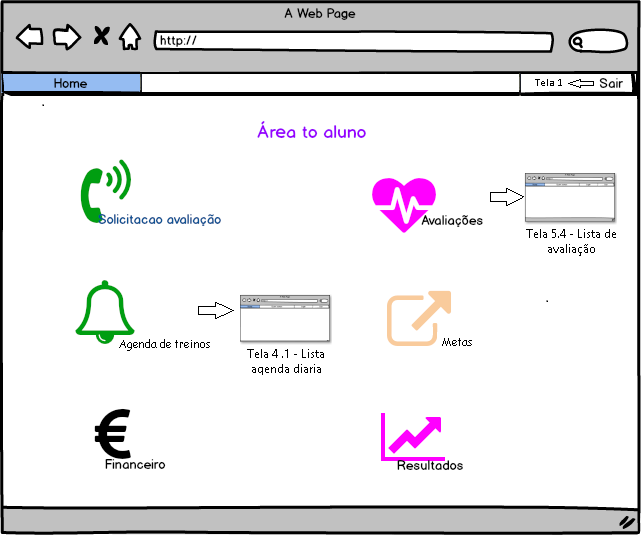 A Web Page
http://
Home
Tela 1
Sair
Área to aluno
Solicitacao avaliação
Avaliações
Tela 5.4 - Lista de
avaliação
Agenda de treinos
Tela 4.1 - Lista
agenda diaria
Metas
Financeiro
Resultados